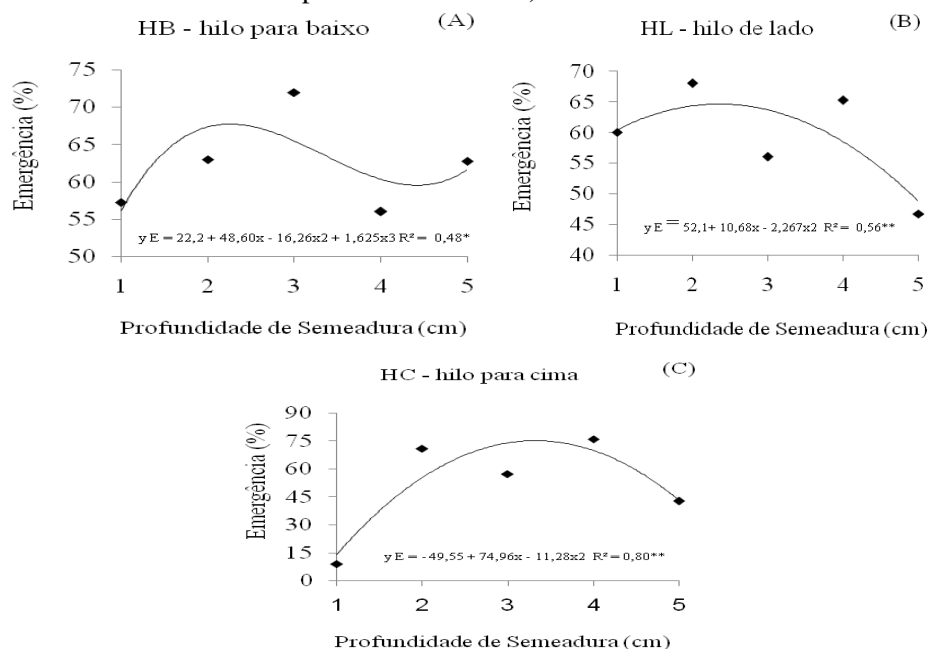 HB - hilo para baixo
(A)
Emergência (%)
75
70
65
60
55
50
yE = 22,2 + 48,60x - 16,26x2 + 1,625x3 R² = 0,48*
1 2 3 4 5
Profundidade de Semeadura (cm)
HL - hilo de lado
(B)
Emergência (%)
75
70
65
60
55
50
45
40
yE = 52,1 + 10,68x - 2,267x2 R² = 0,56**
1 2 3 4 5
Profundidade de Semeadura (cm)
HC - hilo para cima
(C)
Emergência (%)
90
75
60
45
30
15
0
yE = - 49,55 + 74,96x - 11,28x2 R² = 0,80**
1 2 3 4 5
Profundidade de Semeadura (cm)